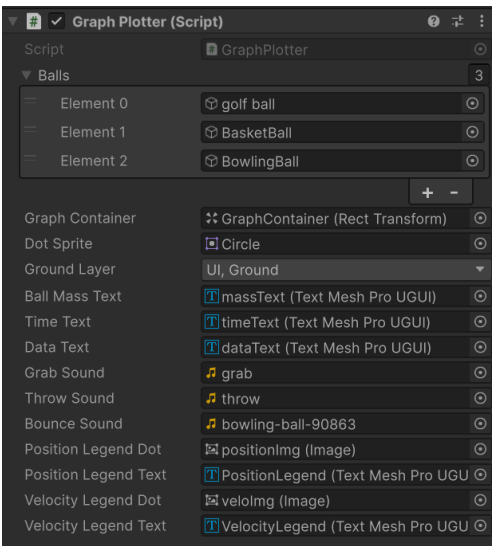 Graph Plotter (Script)
Script GraphPlotter
Balls 3
Element 0 golf ball
Element 1 BasketBall
Element 2 BowlingBall
+ -
Graph Container GraphContainer (Rect Transform)
Dot Sprite Circle
Ground Layer UI, Ground
Ball Mass Text massText (Text Mesh Pro UGUI)
Time Text timeText (Text Mesh Pro UGUI)
Data Text dataText (Text Mesh Pro UGUI)
Grab Sound grab
Throw Sound throw
Bounce Sound bowling-ball-90863
Position Legend Dot positionImg (Image)
Position Legend Text PositionLegend (Text Mesh Pro UGU
Velocity Legend Dot veloImg (Image)
Velocity Legend Text VelocityLegend (Text Mesh Pro UGU